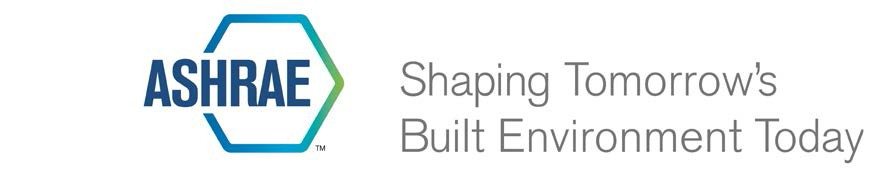 ASHRAE
™
Shaping Tomorrow's
Built Environment Today